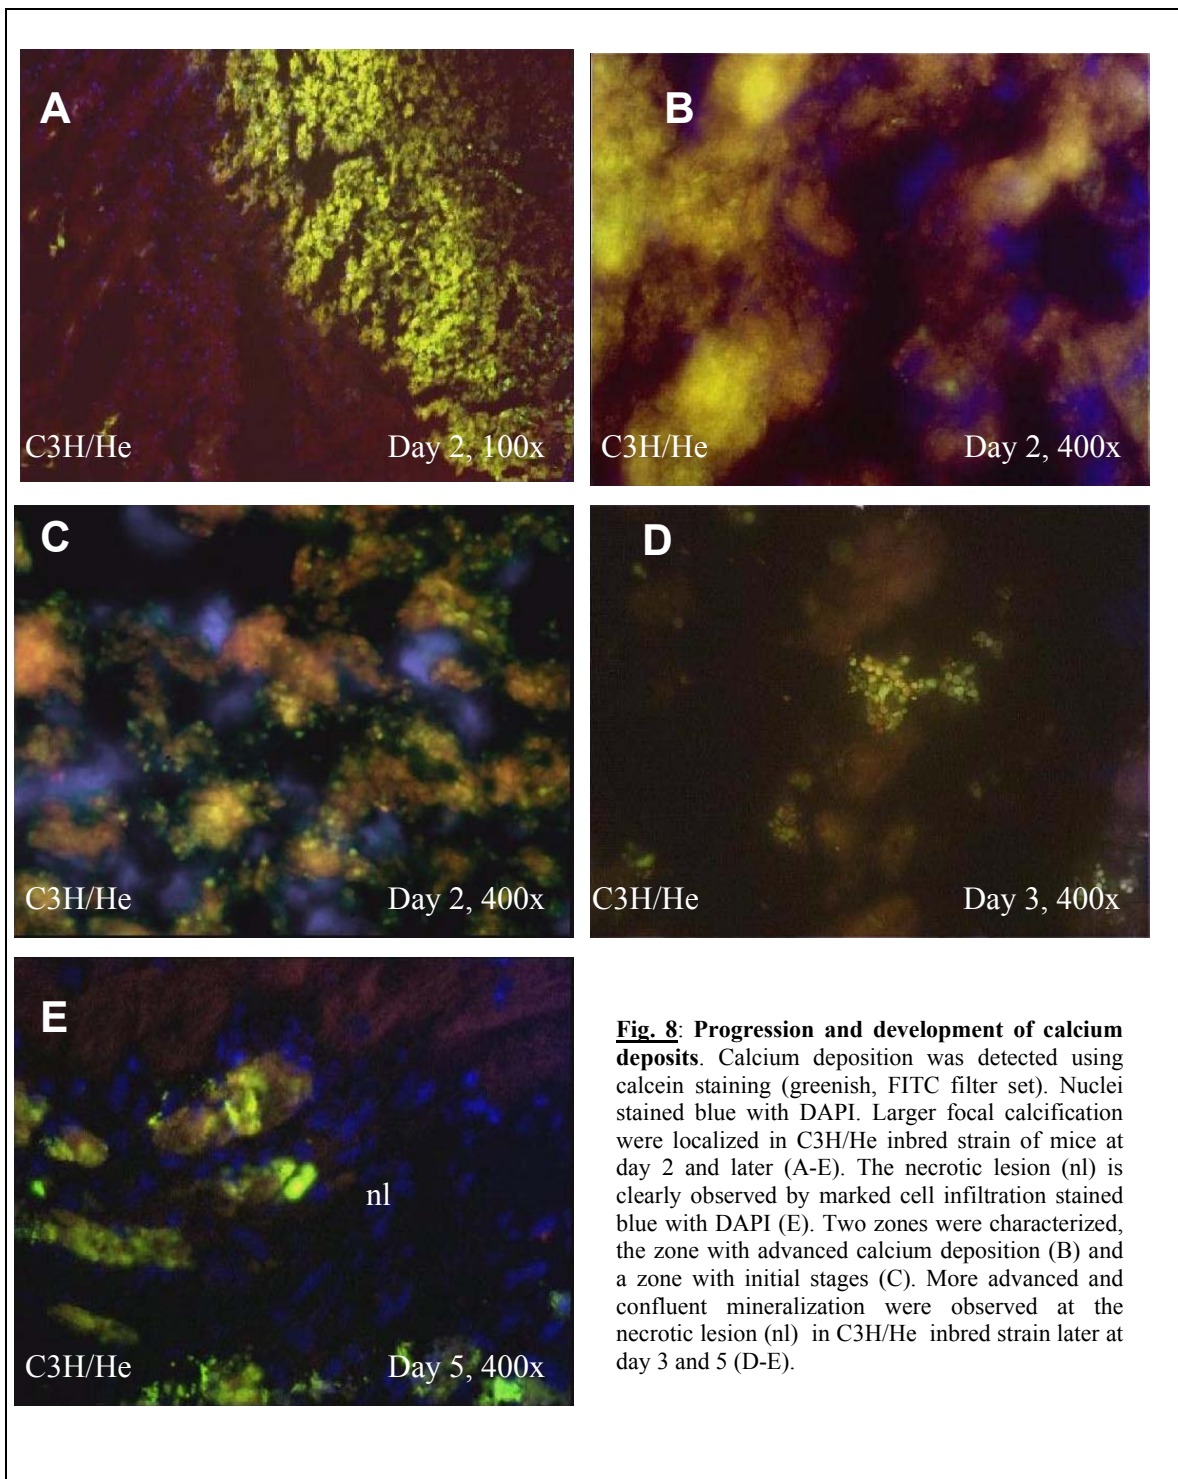 A
C3H/He Day 2, 100x
B
C3H/He Day 2, 400x
C
C3H/He Day 2, 400x
D
C3H/He Day 3, 400x
E
nl
C3H/He Day 5, 400x
Fig. 8: Progression and development of calcium
deposits. Calcium deposition was detected using
calcein staining (greenish, FITC filter set). Nuclei
stained blue with DAPI. Larger focal calcification
were localized in C3H/He inbred strain of mice at
day 2 and later (A-E). The necrotic lesion (nl) is
clearly observed by marked cell infiltration stained
blue with DAPI (E). Two zones were characterized,
the zone with advanced calcium deposition (B) and
a zone with initial stages (C). More advanced and
confluent mineralization were observed at the
necrotic lesion (nl) in C3H/He inbred strain later at
day 3 and 5 (D-E).